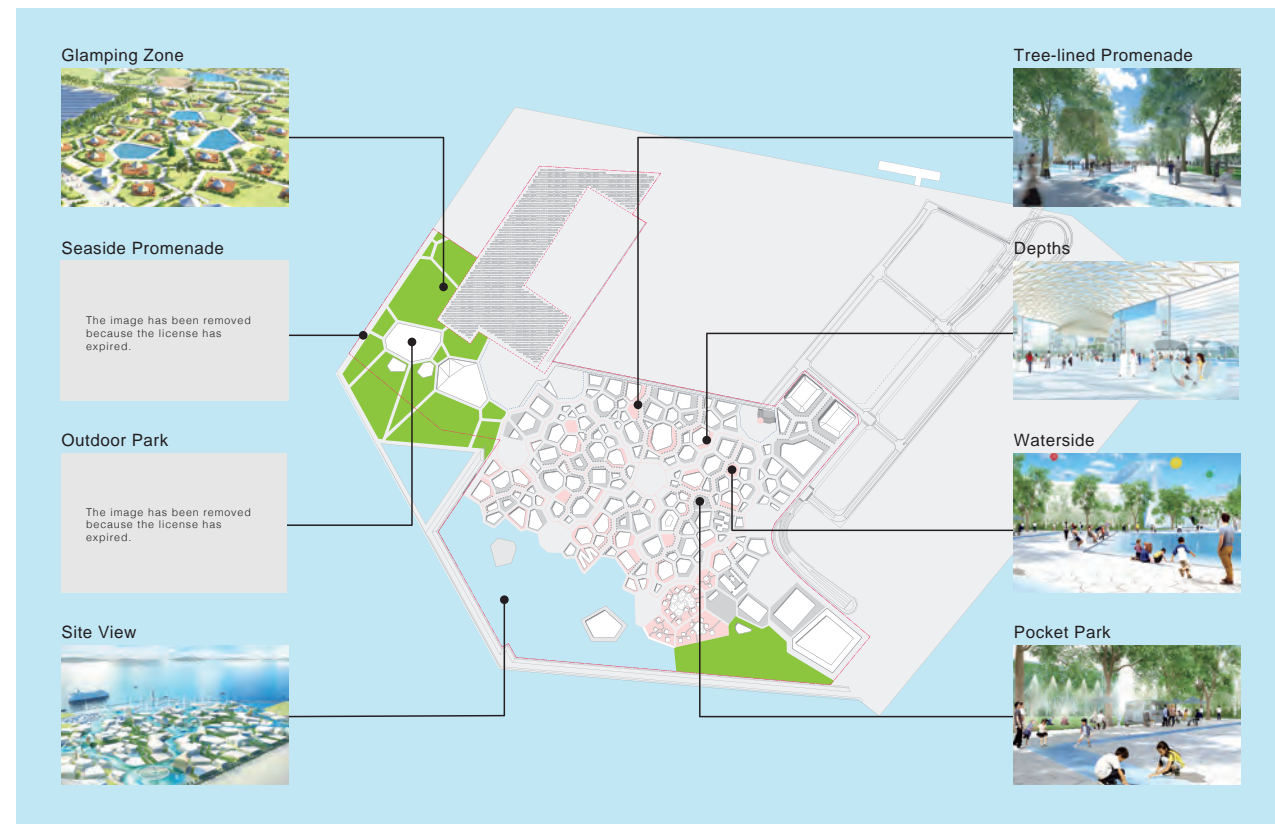 Glamping Zone
Seaside Promenade
The image has been removed
because the license has
expired.
Outdoor Park
The image has been removed
because the license has
expired.
Site View
Tree-lined Promenade
Depths
Waterside
Pocket Park